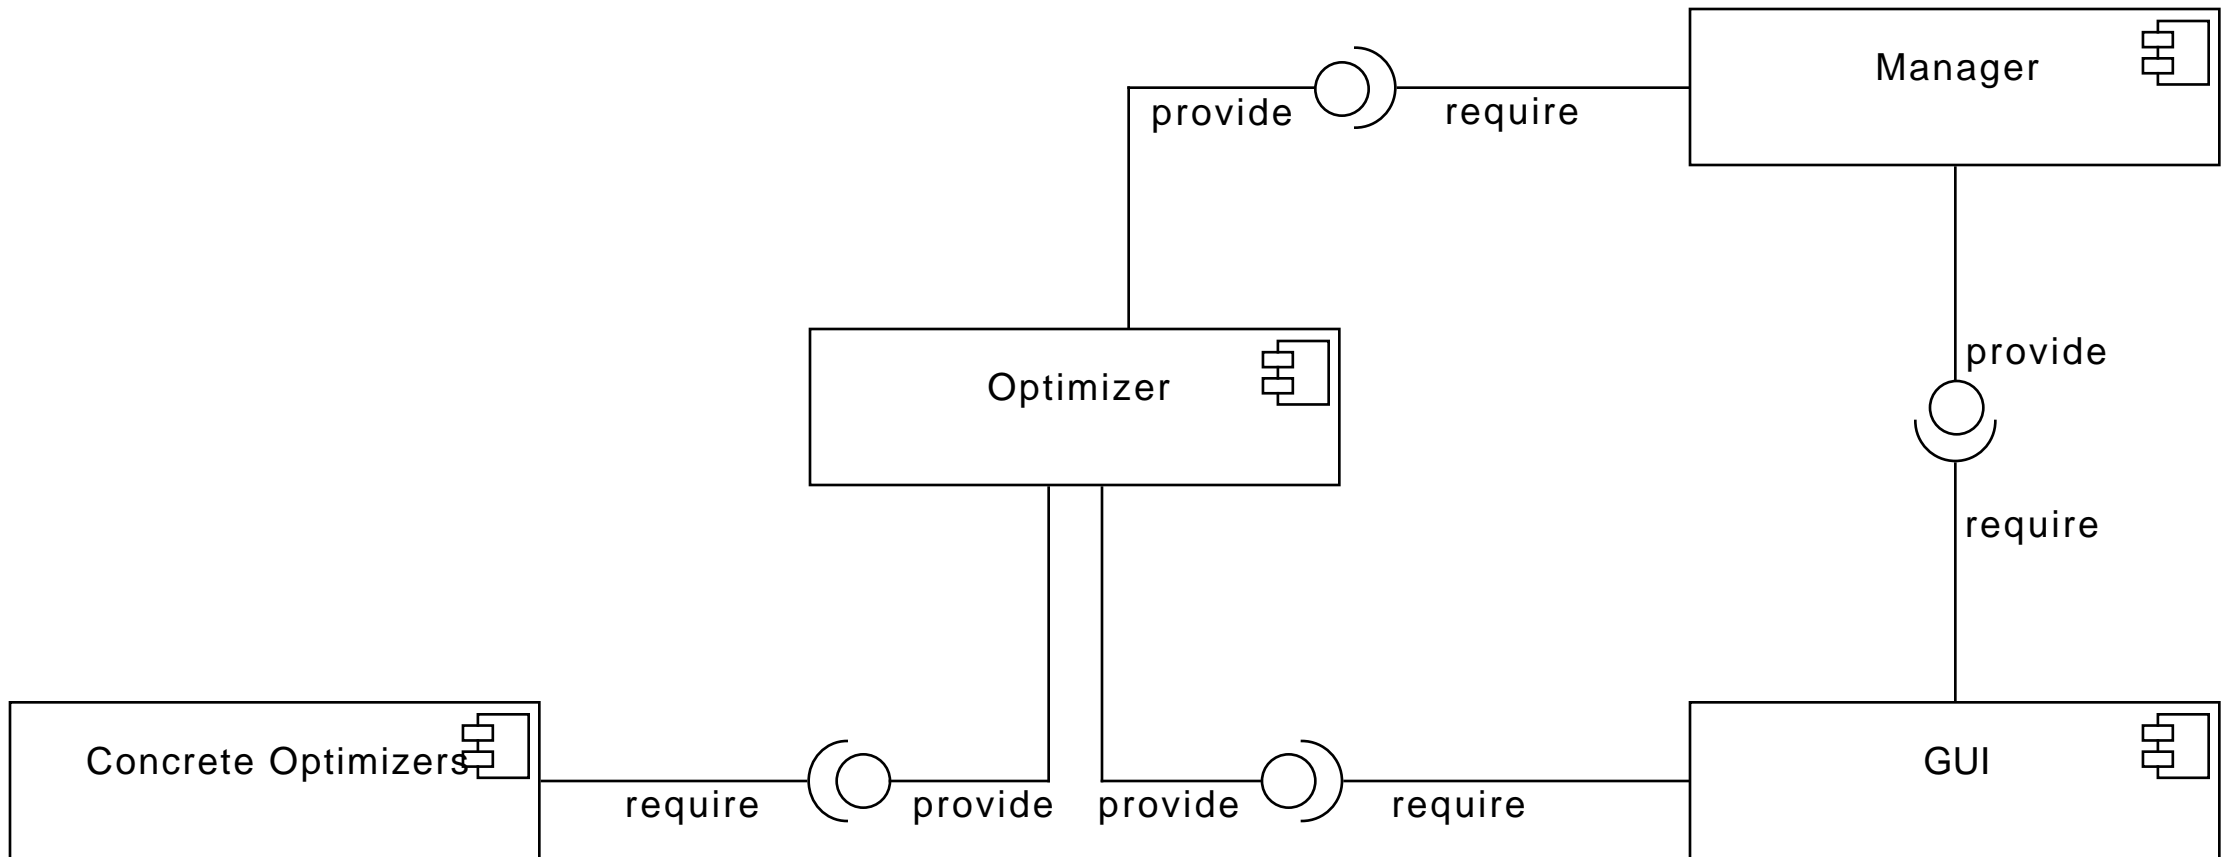 Manager
provide
require
provide
Optimizer
require
Concrete Optimizers
GUI
require
provide
provide
require